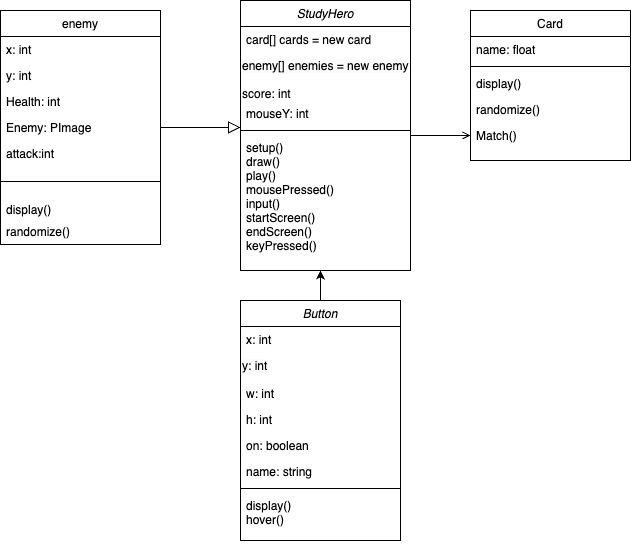 enemy
x: int
y: int
Health: int
Enemy: PImage
attack:int
display()
randomize()
StudyHero
card[] cards = new card
enemy[] enemies = new enemy
score: int
mouseY: int
setup()
draw()
play()
mousePressed()
input()
startScreen()
endScreen()
keyPressed()
Card
name: float
display()
randomize()
Match()
Button
x: int
y: int
w: int
h: int
on: boolean
name: string
display()
hover()